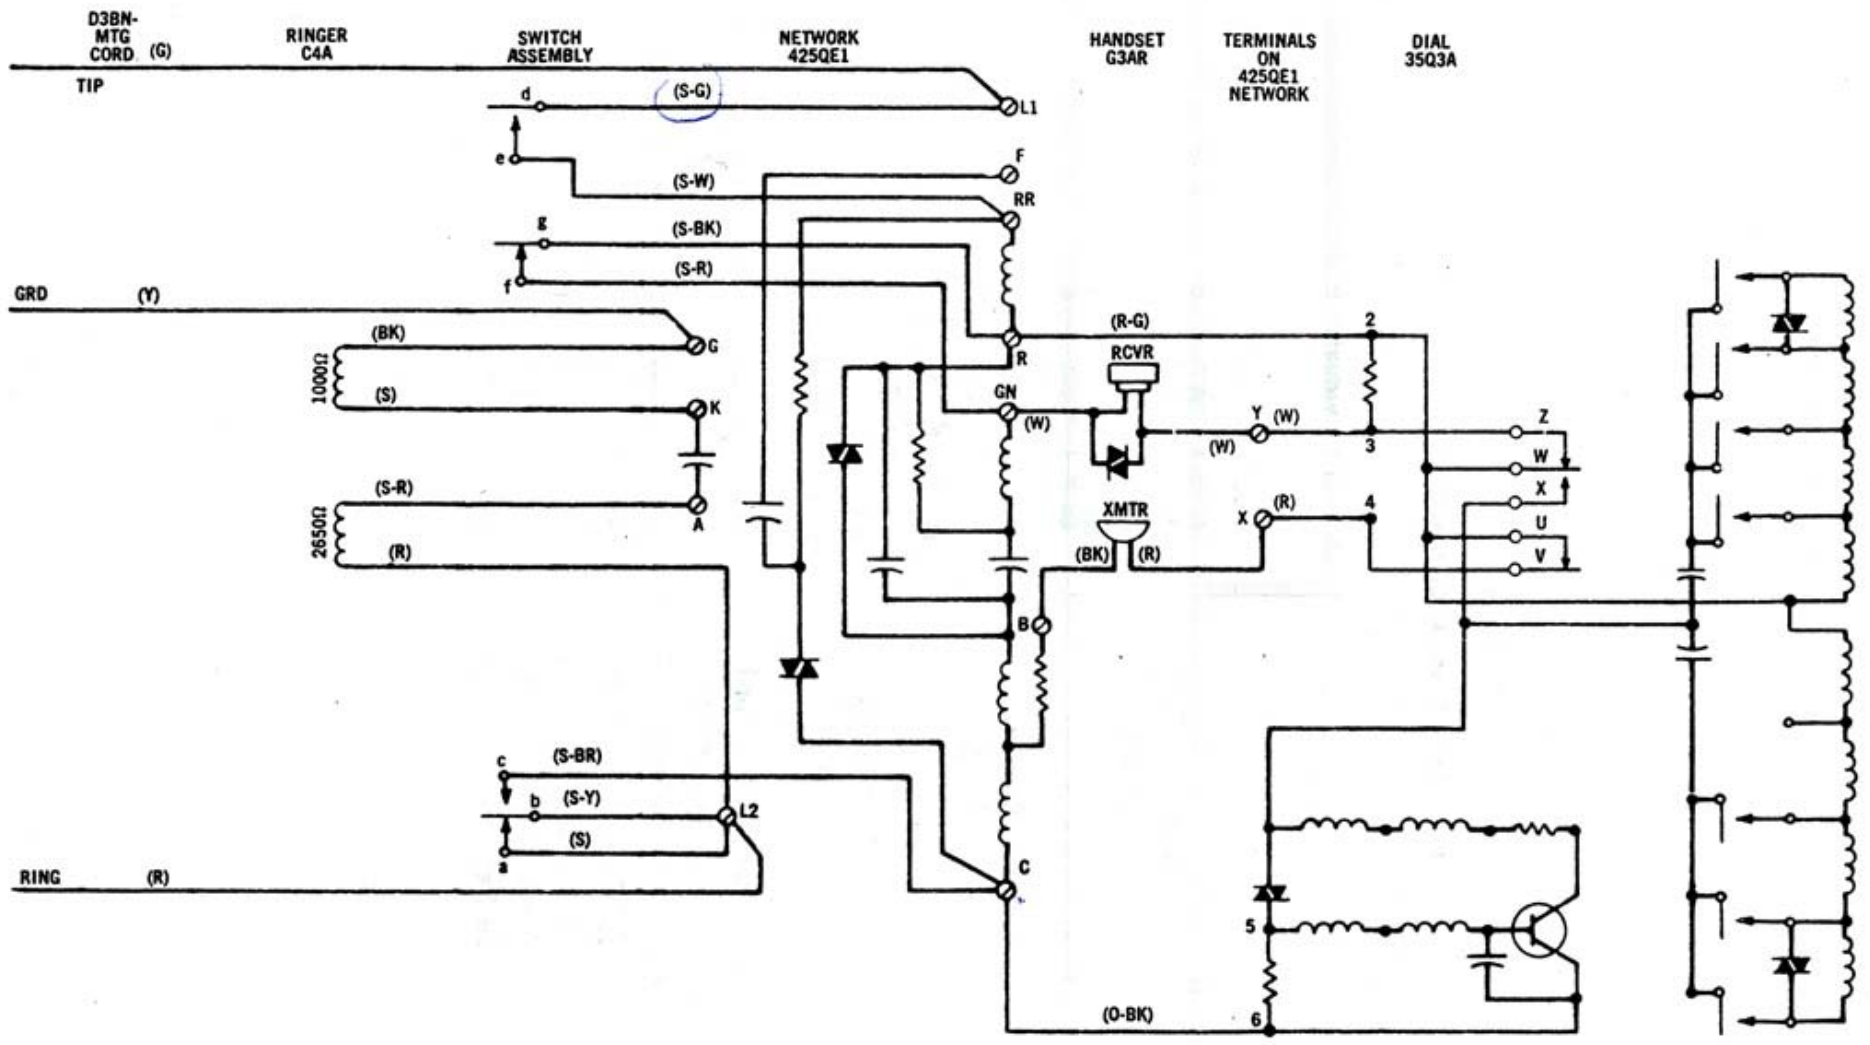 D3BN-
MTG
CORD (G)
RINGER
C4A
SWITCH
ASSEMBLY
NETWORK
425QE1
HANDSET
G3AR
TERMINALS
ON
425QE1
NETWORK
DIAL
35Q3A
TIP
d
(S-G)
L1
e
F
(S-W)
RR
g
(S-BK)
(S-R)
f
GRD
(Y)
(R-G)
2
(BK)
G
R
RCVR
1000Ω
(S)
K
GN
(W)
Y (W)
(W)
3
Z
W
(S-R)
A
XMTR
X
(R)
4
X
U
2650Ω
(R)
(BK)
(R)
V
B
c
(S-BR)
b
(S-Y)
L2
(S)
a
C
RING
(R)
5
(O-BK)
6